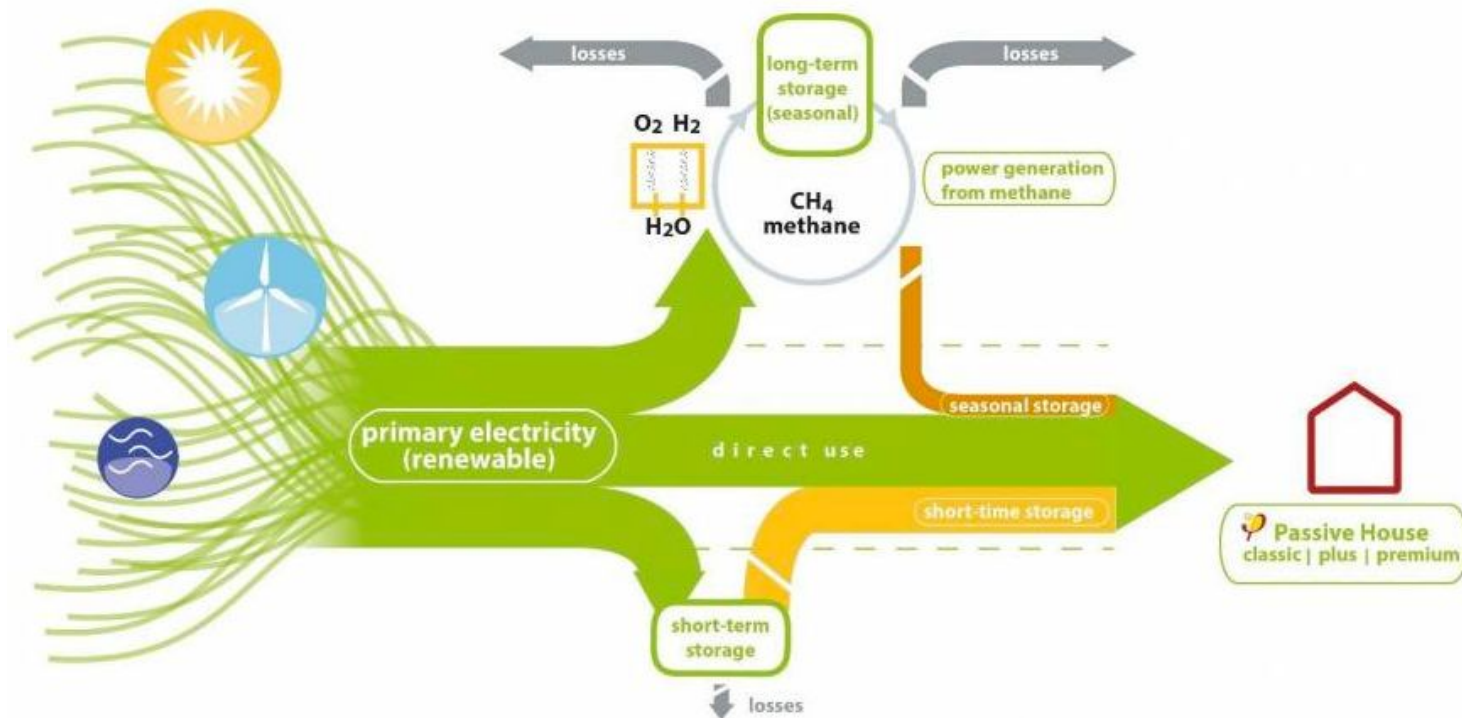 losses
long-term
storage
(seasonal)
losses
O2 H2
H2O
CH4
methane
power generation
from methane
primary electricity
(renewable)
direct use
seasonal storage
short-time storage
Passive House
classic | plus | premium
short-term
storage
losses